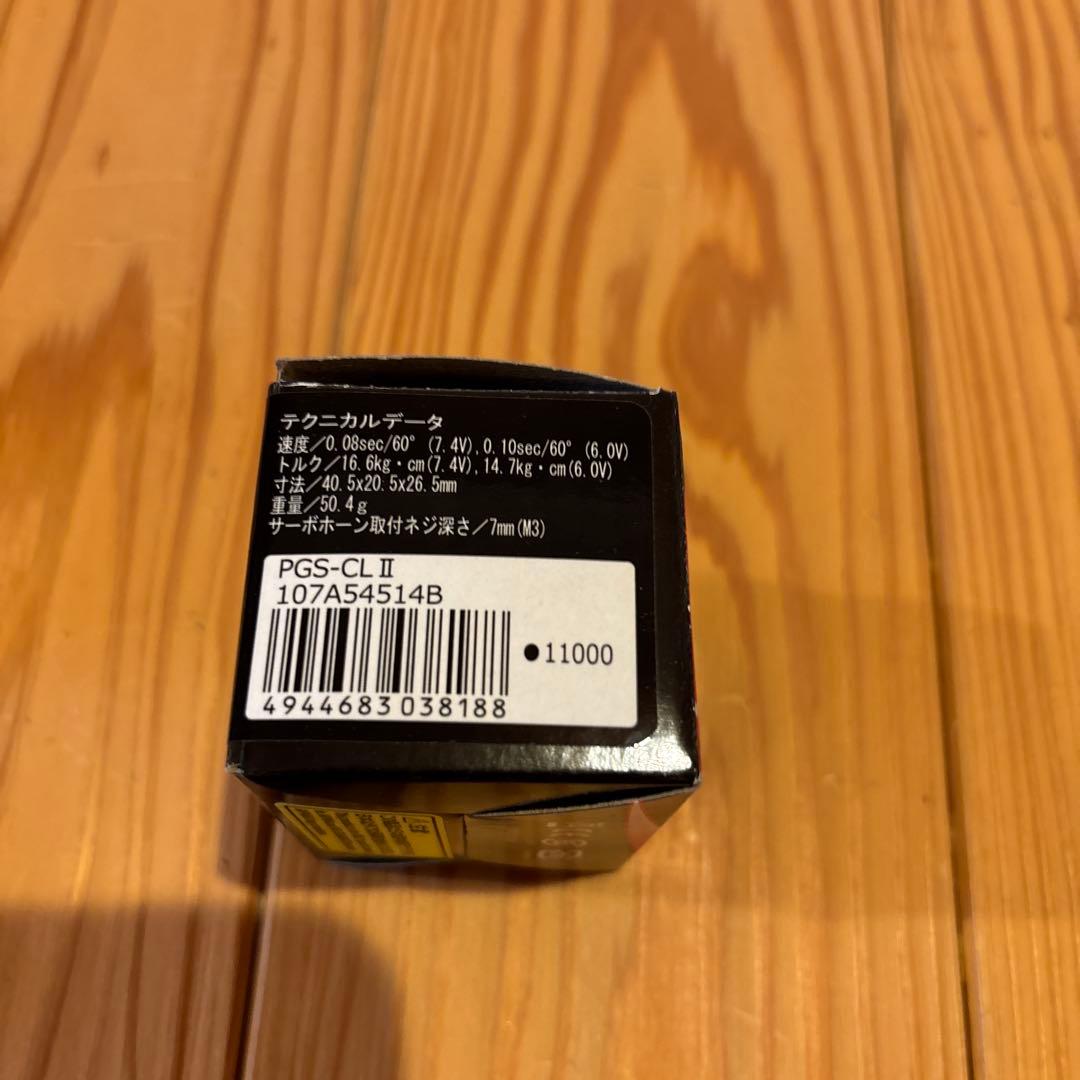 テクニカルデータ
速度/0.08sec/60° (7.4V),0.10sec/60° (6.0V)
トルク/16.6kg・cm(7.4V),14.7kg・cm(6.0V)
寸法/40.5x20.5x26.5mm
重量/50.4g
サーボホーン取付ネジ深さ/7mm(M3)
PGS-CLⅡ
107A54514B
●11000
4944683038188